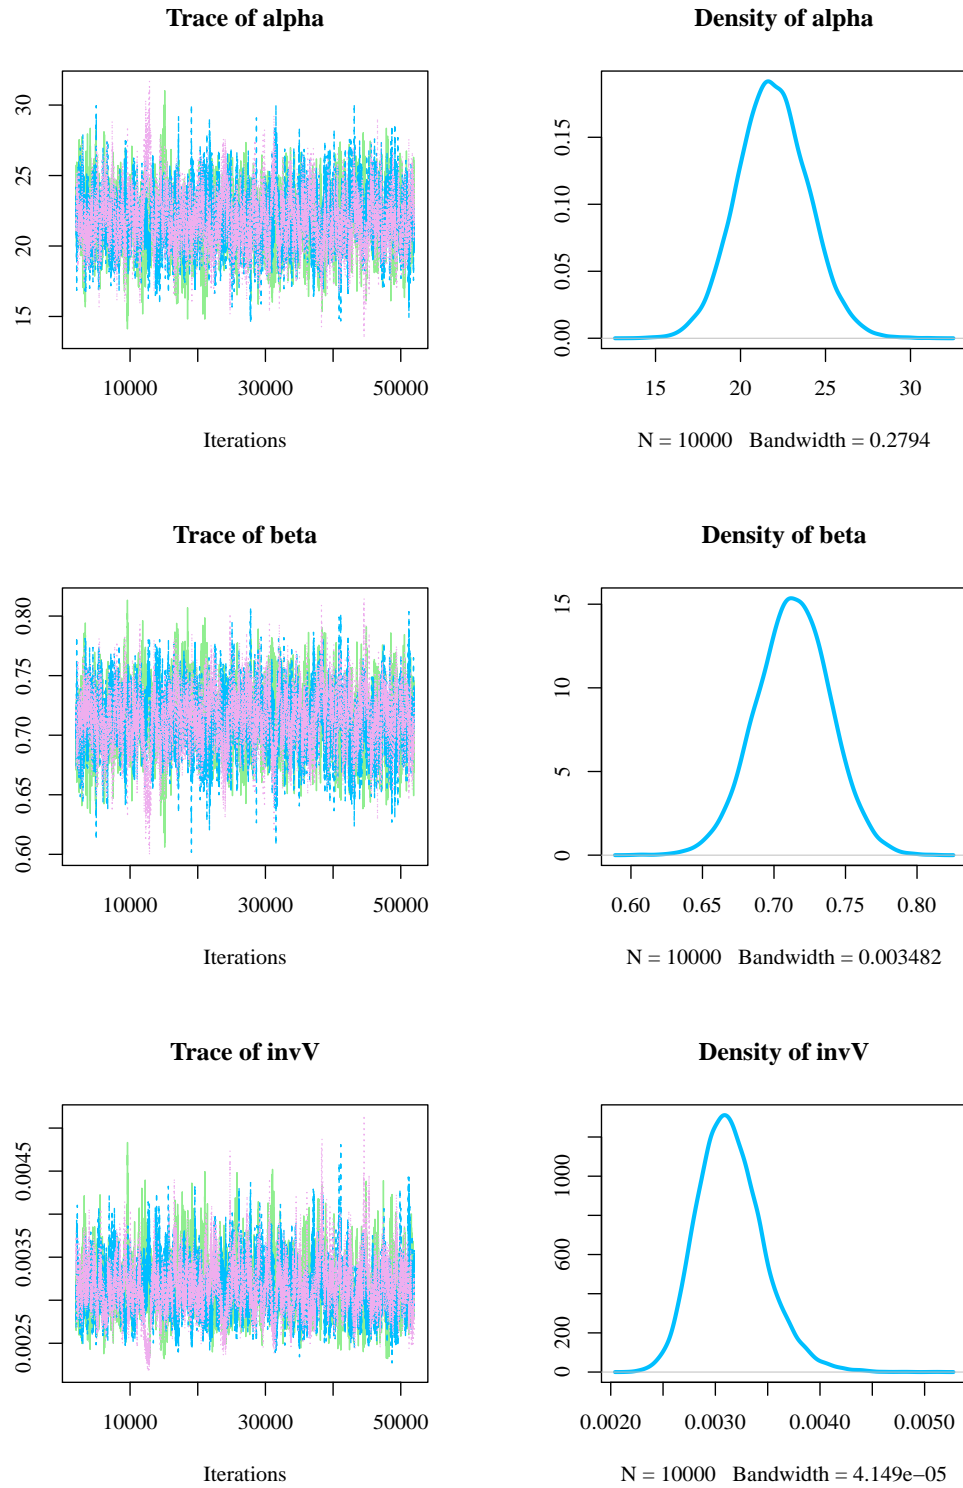 Trace of alpha
15 20 25 30
10000 30000 50000
Iterations
Density of alpha
0.00 0.05 0.10 0.15
15 20 25 30
N = 10000 Bandwidth = 0.2794
Trace of beta
0.60 0.65 0.70 0.75 0.80
10000 30000 50000
Iterations
Density of beta
0 5 10 15
0.60 0.65 0.70 0.75 0.80
N = 10000 Bandwidth = 0.003482
Trace of invV
0.0025 0.0035 0.0045
10000 30000 50000
Iterations
Density of invV
0 200 600 1000
0.0020 0.0030 0.0040 0.0050
N = 10000 Bandwidth = 4.149e−05